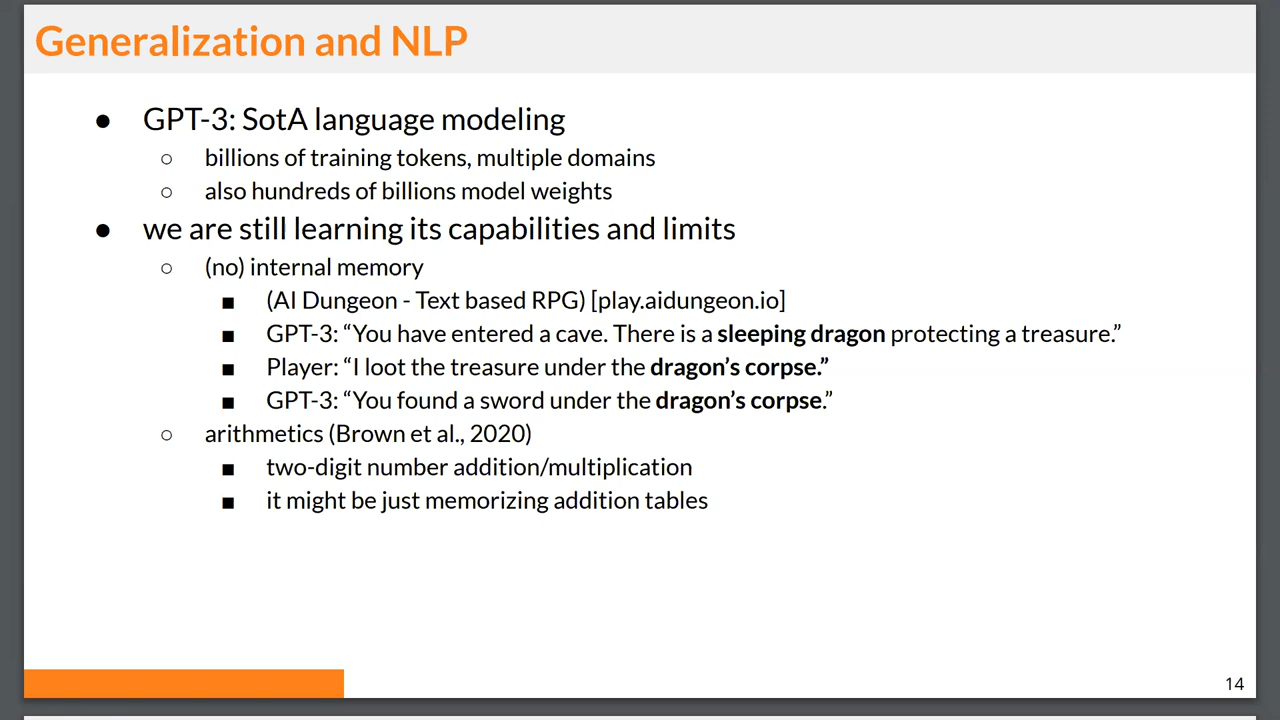 Generalization and NLP
● GPT-3: SotA language modeling
○ billions of training tokens, multiple domains
○ also hundreds of billions model weights
● we are still learning its capabilities and limits
○ (no) internal memory
■ (AI Dungeon - Text based RPG) [play.aidungeon.io]
■ GPT-3: “You have entered a cave. There is a sleeping dragon protecting a treasure.”
■ Player: “I loot the treasure under the dragon’s corpse.”
■ GPT-3: “You found a sword under the dragon’s corpse.”
○ arithmetics (Brown et al., 2020)
■ two-digit number addition/multiplication
■ it might be just memorizing addition tables
14